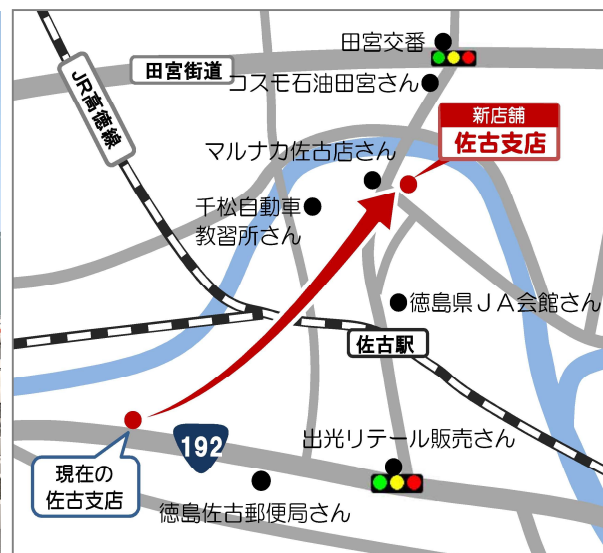 田宮交番
田宮街道
コスモ石油田宮さん
JR高徳線
新店舗
佐古支店
マルナカ佐古店さん
千松自動車
教習所さん
徳島県ＪＡ会館さん
佐古駅
192
出光リテール販売さん
現在の
佐古支店
徳島佐古郵便局さん